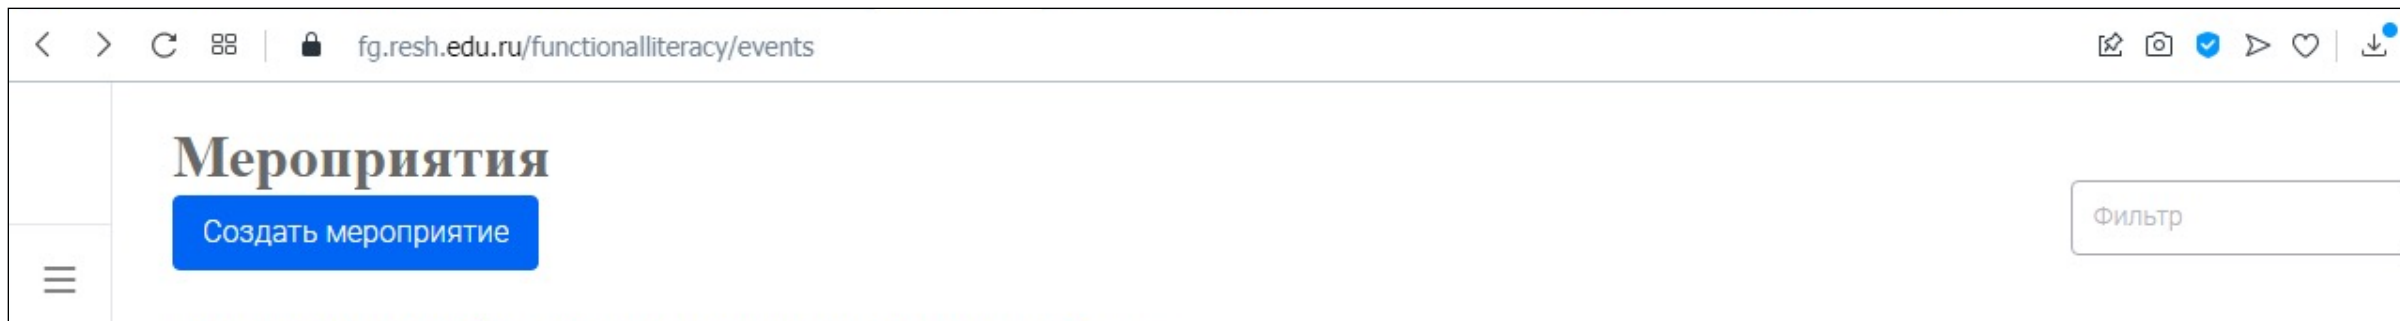 fg.resh.edu.ru/functionalliteracy/events
Мероприятия
Создать мероприятие
Фильтр